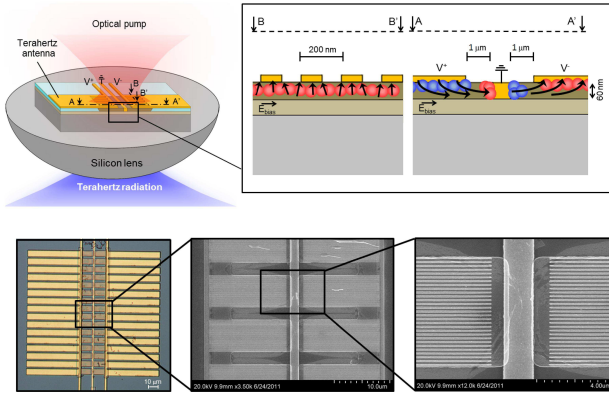 Optical pump
Terahertz
antenna
V+
V-
B
B'
A
A'
Silicon lens
Terahertz radiation
B
B'
A
A'
200 nm
1 μm
1 μm
V+
V-
60 nm
Ebias
Ebias
10 μm
20.0kV 9.9mm x3.50k 6/24/2011
10.0um
20.0kV 9.9mm x12.0k 6/24/2011
4.00um